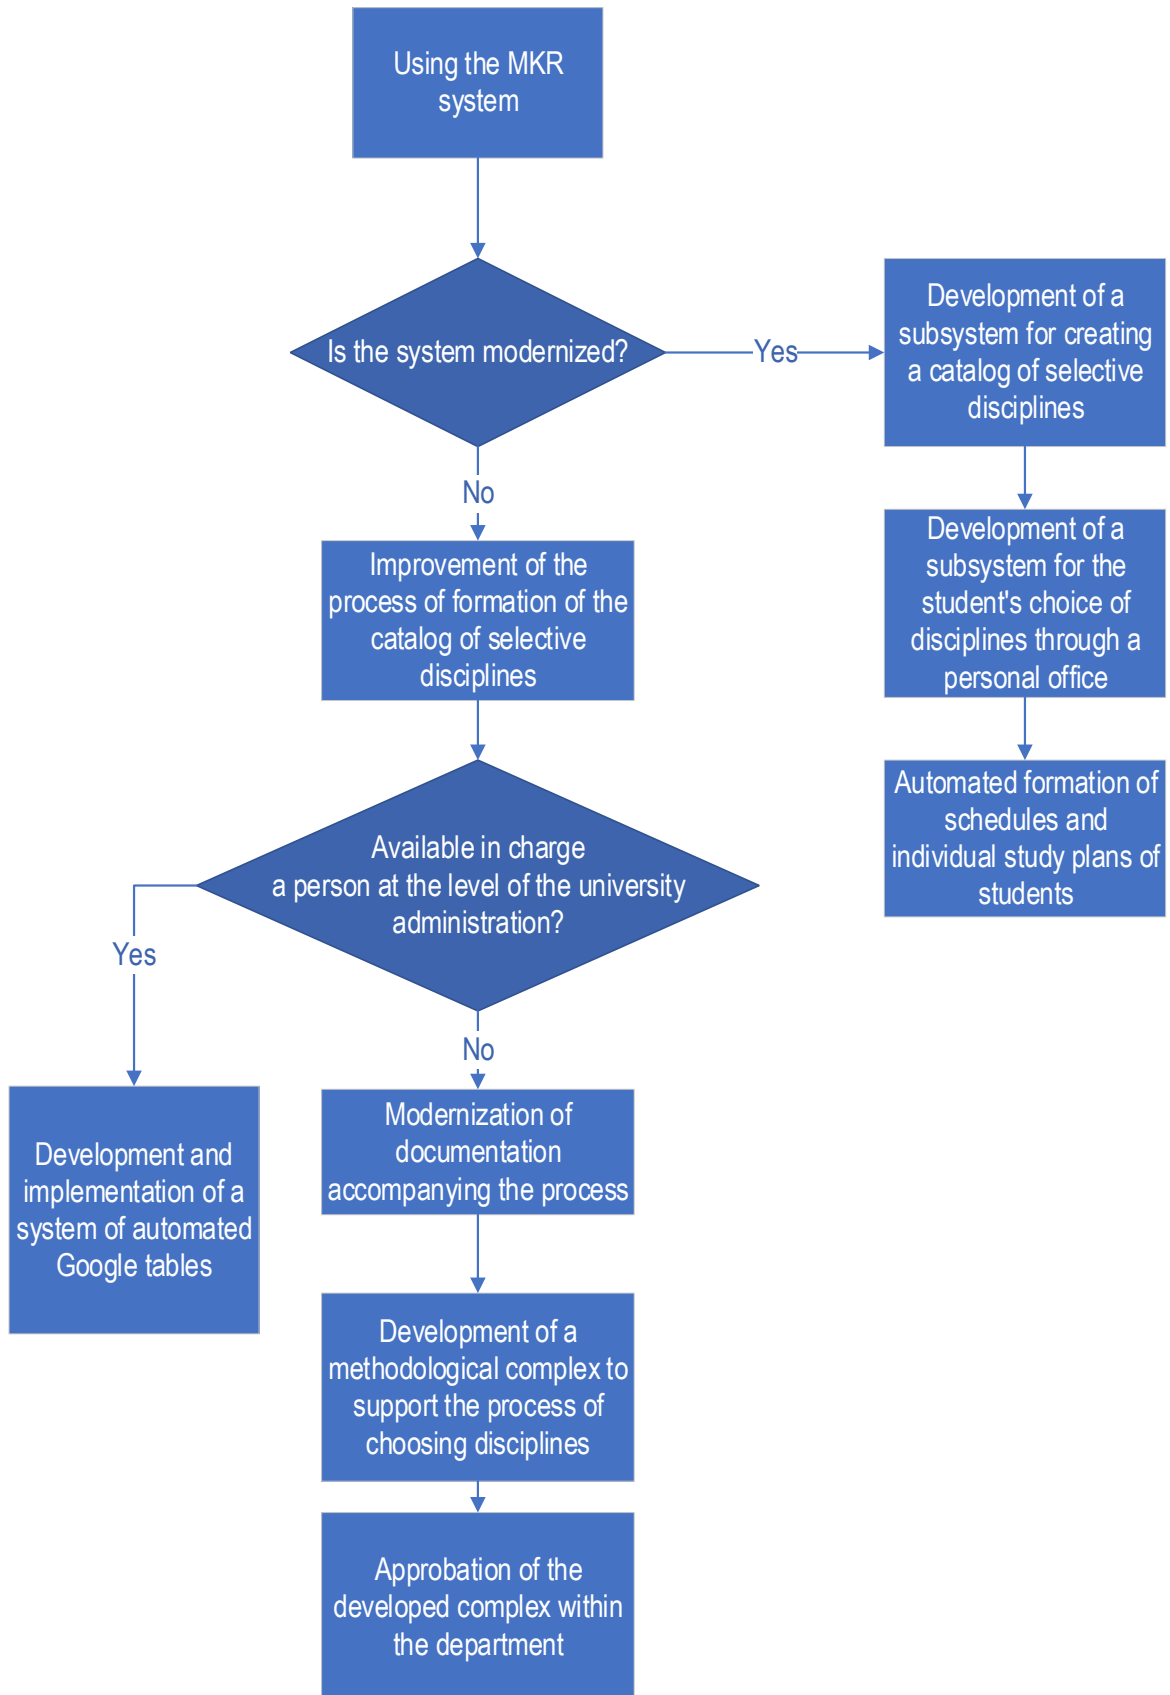 Using the MKR
system
Is the system modernized?
Yes
Development of a
subsystem for creating
a catalog of selective
disciplines
No
Development of a
subsystem for the
student's choice of
disciplines through a
personal office
Improvement of the
process of formation of the
catalog of selective
disciplines
Automated formation of
schedules and
individual study plans of
students
Available in charge
a person at the level of the university
administration?
Yes
No
Development and
implementation of a
system of automated
Google tables
Modernization of
documentation
accompanying the process
Development of a
methodological complex to
support the process of
choosing disciplines
Approbation of the
developed complex within
the department